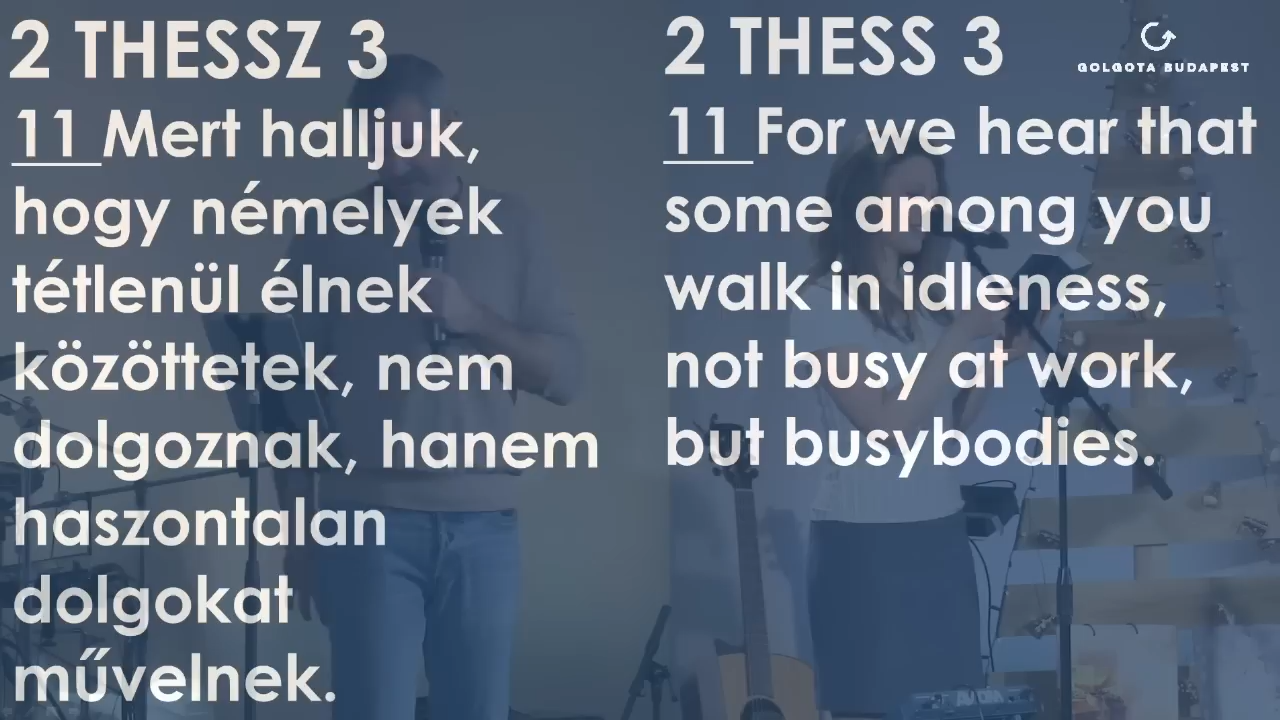 2 THESSZ 3
11 Mert halljuk,
hogy némelyek
tétlenül élnek
közöttetek, nem
dolgoznak, hanem
haszontalan
dolgokat
művelnek.
2 THESS 3
11 For we hear that
some among you
walk in idleness,
not busy at work,
but busybodies.
GOLGOTA BUDAPEST